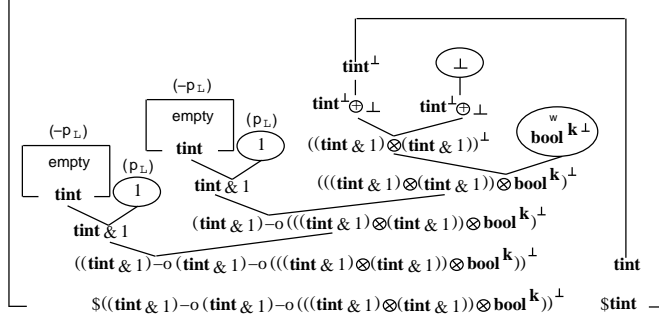 tint⊥ ⊥
(–pL)
empty (pL) tint⊥⊕⊥ tint⊥⊕⊥ w
(–pL) tint 1 ((tint & 1)⊗(tint & 1))⊥ bool k⊥
empty (pL) tint & 1 (((tint & 1)⊗(tint & 1))⊗bool k)⊥
tint 1 (tint & 1)–o (((tint & 1)⊗(tint & 1))⊗bool k)⊥
tint & 1
((tint & 1)–o (tint & 1)–o (((tint & 1)⊗(tint & 1))⊗bool k))⊥ tint
$((tint & 1)–o (tint & 1)–o (((tint & 1)⊗(tint & 1))⊗bool k))⊥ $tint